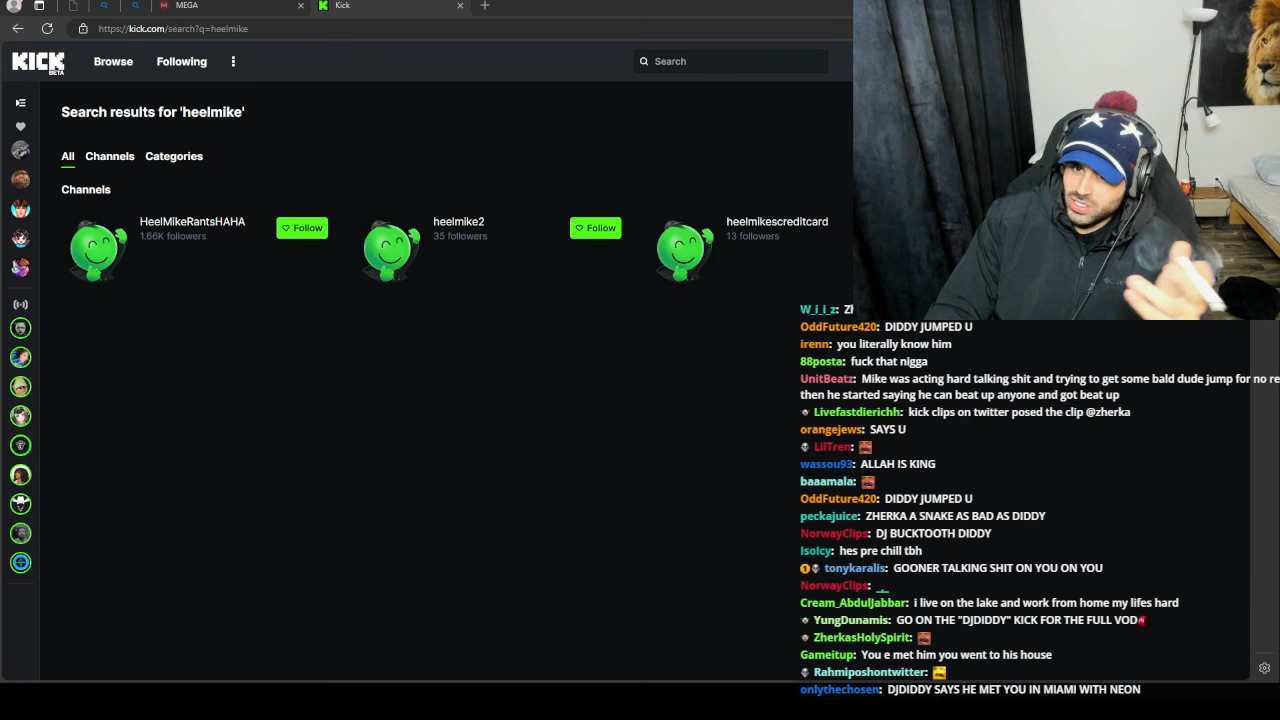 MEGA
Kick
https://kick.com/search?q=heelmike
KICK
BETA
Browse
Following
Search
Search results for 'heelmike'
All
Channels
Categories
Channels
HeelMikeRantsHAHA
1.66K followers
Follow
heelmike2
35 followers
Follow
heelmikescreditcard
13 followers
W_i_i_z:
OddFuture420: DIDDY JUMPED U
irenn: you literally know him
88posta: fuck that nigga
UnitBeatz: Mike was acting hard talking shit and trying to get some bald dude jump for no re
then he started saying he can beat up anyone and got beat up
Livefastdierichh: kick clips on twitter posed the clip @zherka
orangejews: SAYS U
LilTren:
wassou93: ALLAH IS KING
baaamala:
OddFuture420: DIDDY JUMPED U
peckajuice: ZHERKA A SNAKE AS BAD AS DIDDY
NorwayClips: DJ BUCKTOOTH DIDDY
Isolcy: hes pre chill tbh
tonykaralis: GOONER TALKING SHIT ON YOU ON YOU
NorwayClips:
Cream_AbdulJabbar: i live on the lake and work from home my lifes hard
YungDunamis: GO ON THE "DJDIDDY" KICK FOR THE FULL VOD
ZherkasHolySpirit:
Gameitup: You e met him you went to his house
Rahmiposhontwitter:
onlythechosen: DJDIDDY SAYS HE MET YOU IN MIAMI WITH NEON